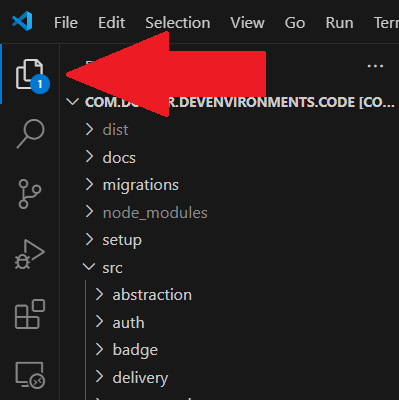 File Edit Selection View Go Run
1
COM.D R.DEVENVIRONMENTS.CODE [CO...
dist
docs
migrations
node_modules
setup
src
abstraction
auth
badge
delivery